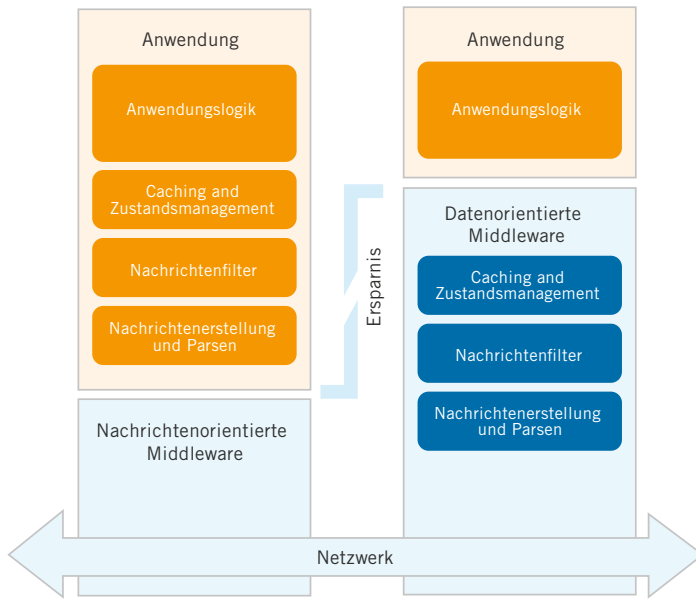 Anwendung
Anwendungslogik
Caching and
Zustandsmanagement
Nachrichtenfilter
Nachrichtenerstellung
und Parsen
Nachrichtenorientierte
Middleware
Ersparnis
Anwendung
Anwendungslogik
Datenorientierte
Middleware
Caching and
Zustandsmanagement
Nachrichtenfilter
Nachrichtenerstellung
und Parsen
Netzwerk